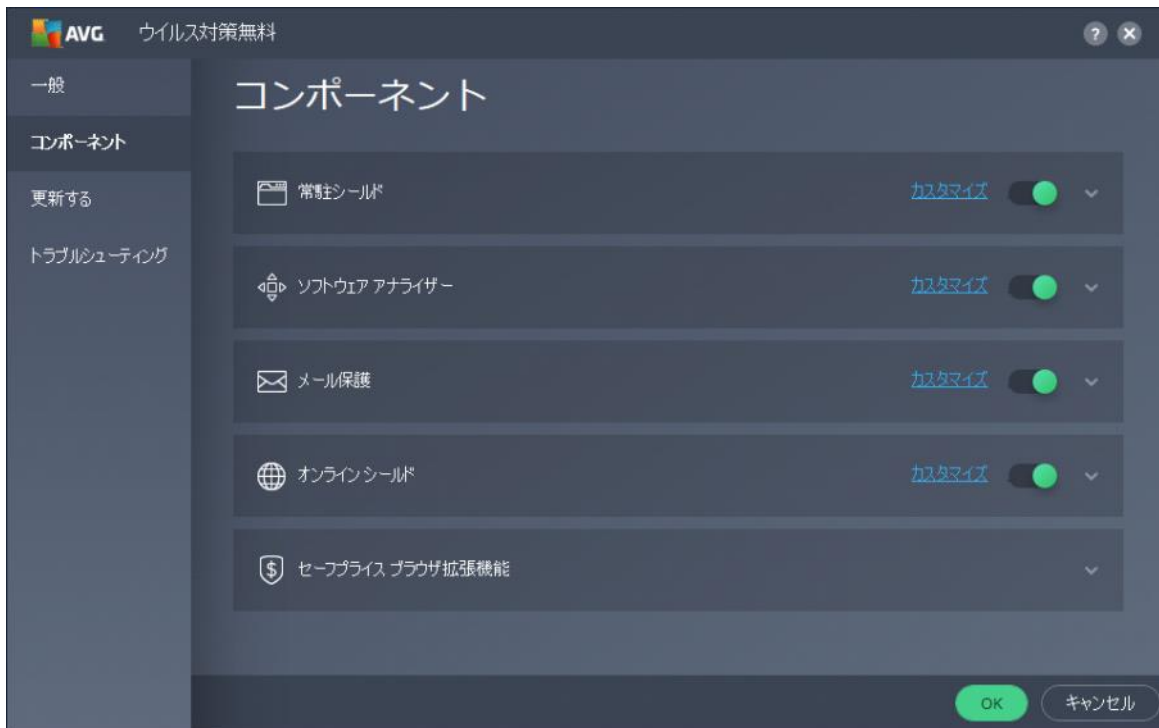 AVG ウイルス対策無料
一般
コンポーネント
更新する
トラブルシューティング
コンポーネント
常駐シールド カスタマイズ
ソフトウェア アナライザー カスタマイズ
メール保護 カスタマイズ
オンライン シールド カスタマイズ
セーフプライス ブラウザ拡張機能
OK キャンセル